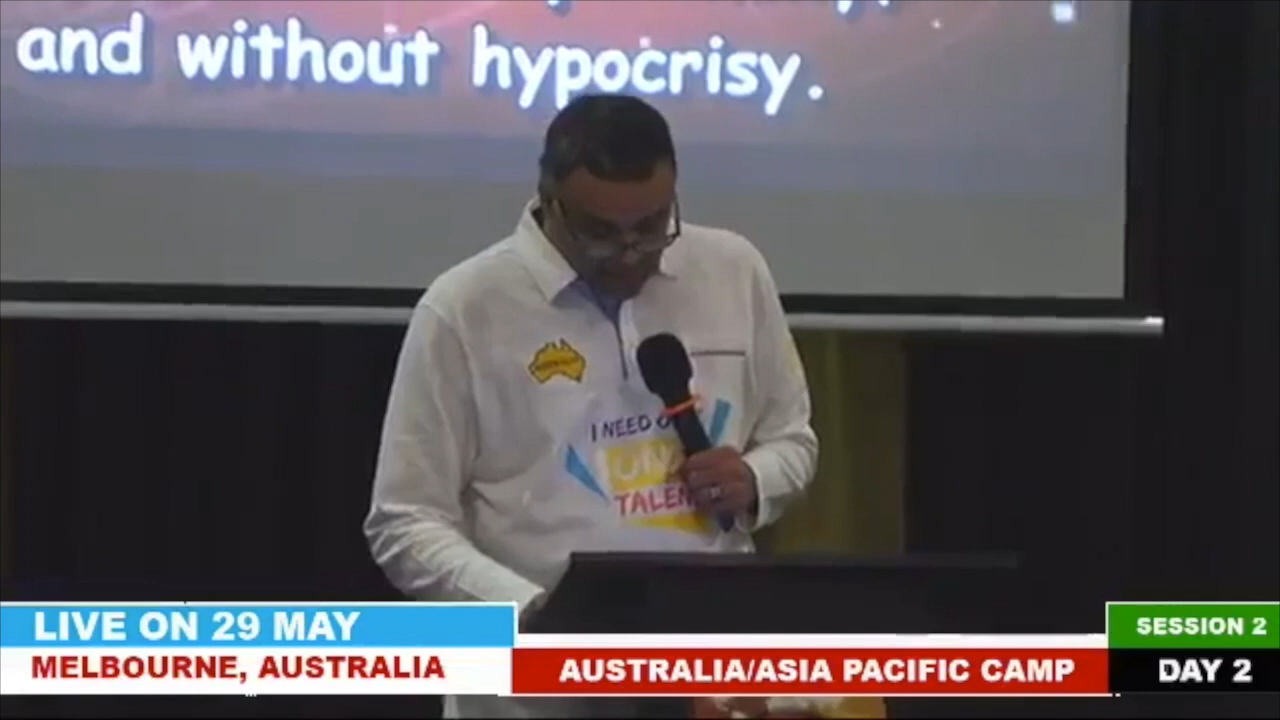 and without hypocrisy.
I NEED
TALEN
LIVE ON 29 MAY
MELBOURNE, AUSTRALIA
AUSTRALIA/ASIA PACIFIC CAMP
SESSION 2
DAY 2